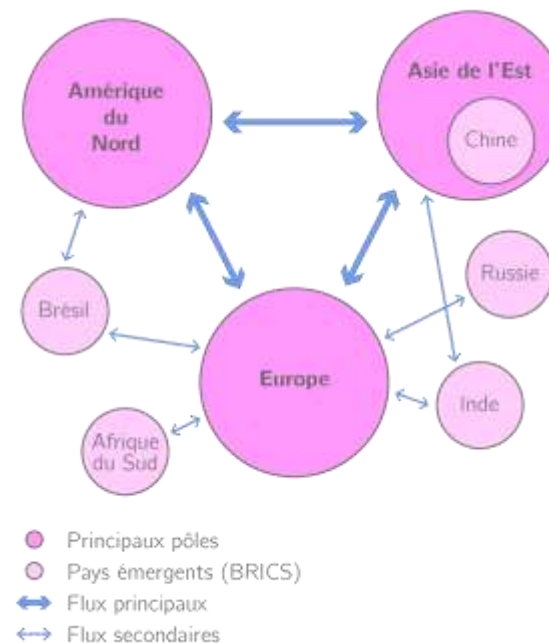 Amérique
du
Nord
Asie de l'Est
Chine
Russie
Brésil
Europe
Inde
Afrique
du Sud
Principaux pôles
Pays émergents (BRICS)
Flux principaux
Flux secondaires